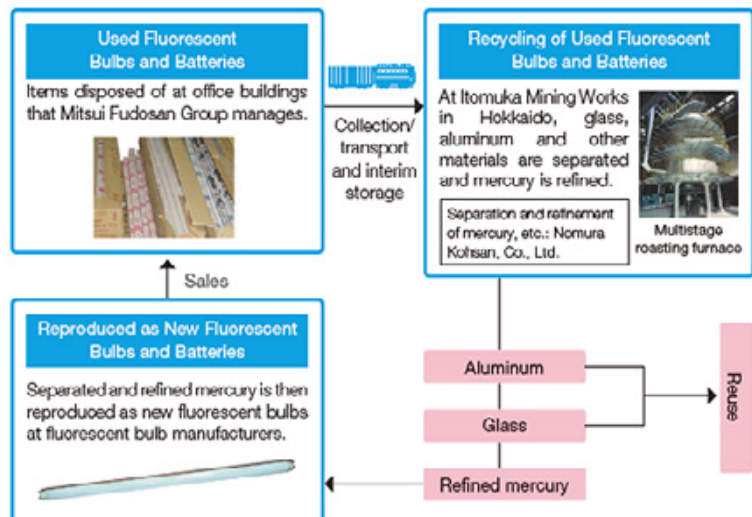 Used Fluorescent
Bulbs and Batteries
Items disposed of at office buildings
that Mitsui Fudosan Group manages.
Collection/
transport
and interim
storage
Recycling of Used Fluorescent
Bulbs and Batteries
At Itomuka Mining Works
in Hokkaido, glass,
aluminum and other
materials are separated
and mercury is refined.
Separation and refinement
of mercury, etc.: Nomura
Kohsan, Co., Ltd.
Multistage
roasting furnace
Sales
Reproduced as New Fluorescent
Bulbs and Batteries
Separated and refined mercury is then
reproduced as new fluorescent bulbs
at fluorescent bulb manufacturers.
Aluminum
Glass
Refined mercury
Reuse